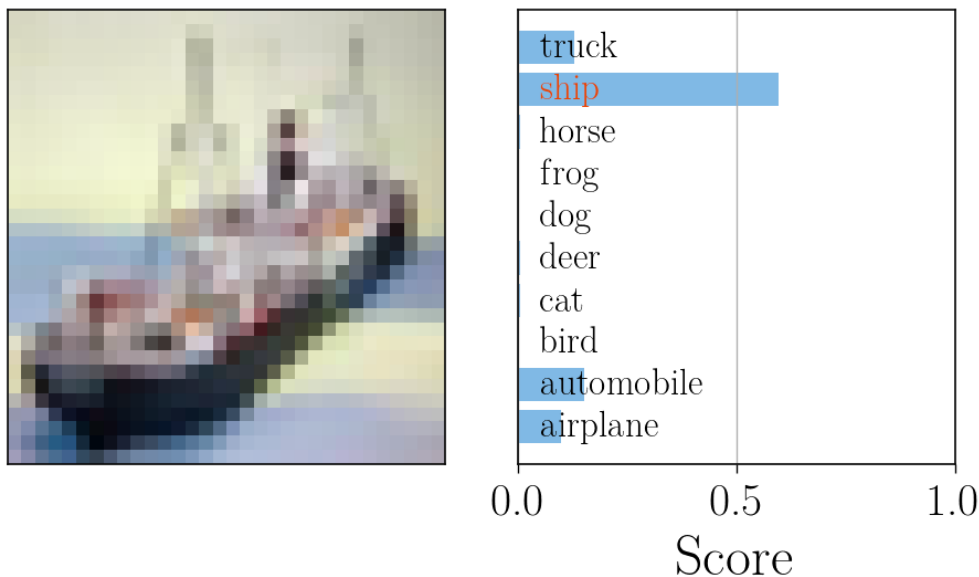 truck
ship
horse
frog
dog
deer
cat
bird
automobile
airplane
0.0 0.5 1.0
Score